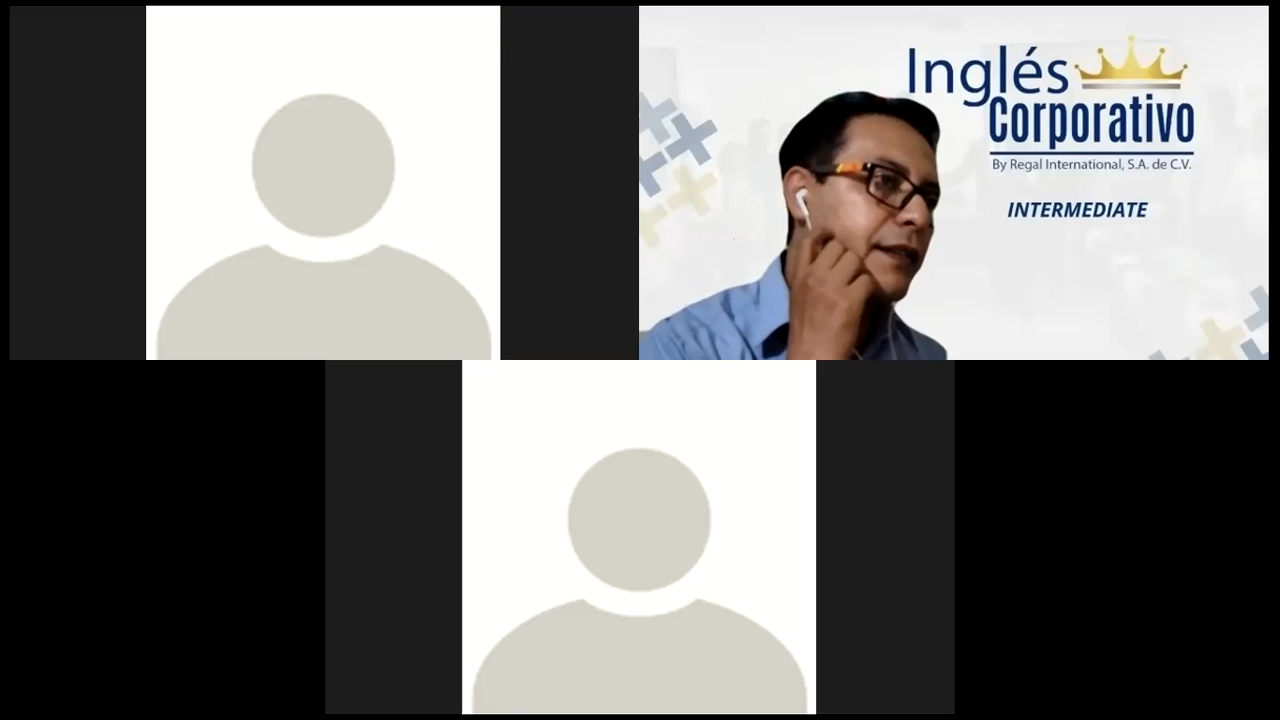 Inglés
Corporativo
By Regal International, S.A. de C.V.
INTERMEDIATE